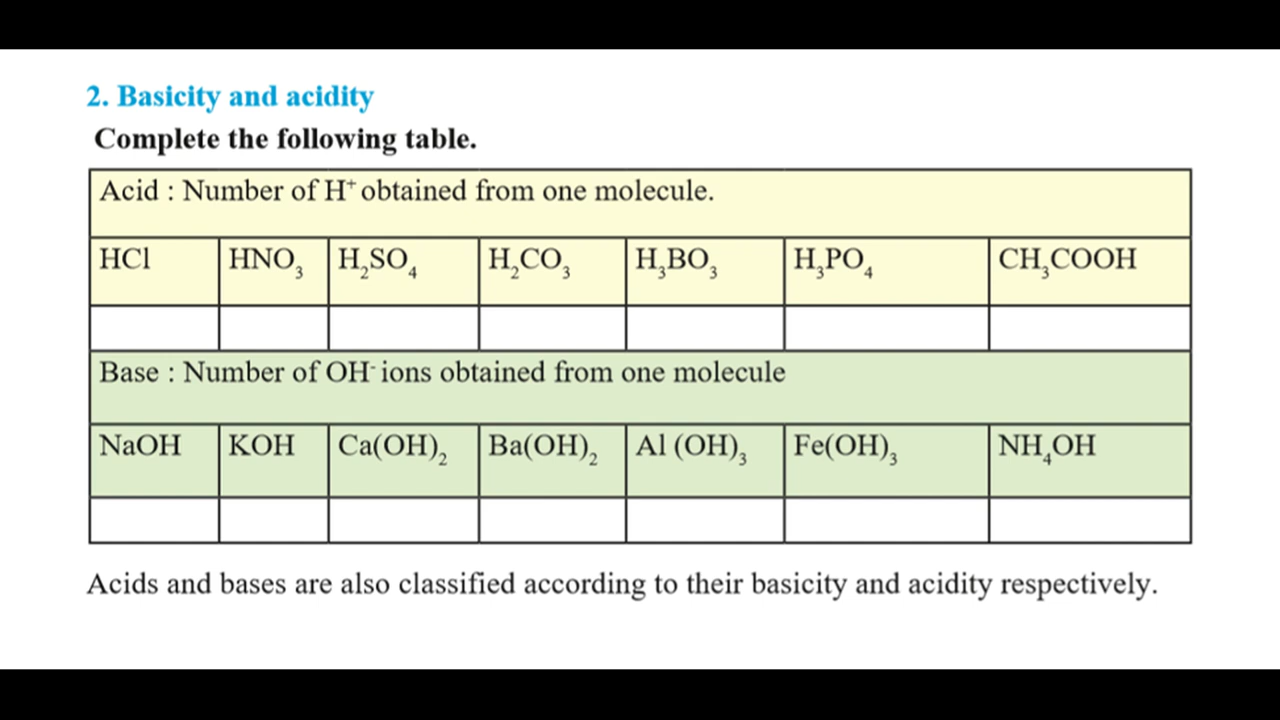 2. Basicity and acidity
Complete the following table.
Acid : Number of H⁺ obtained from one molecule.
HCl HNO₃ H₂SO₄ H₂CO₃ H₃BO₃ H₃PO₄ CH₃COOH
Base : Number of OH⁻ ions obtained from one molecule
NaOH KOH Ca(OH)₂ Ba(OH)₂ Al (OH)₃ Fe(OH)₃ NH₄OH
Acids and bases are also classified according to their basicity and acidity respectively.